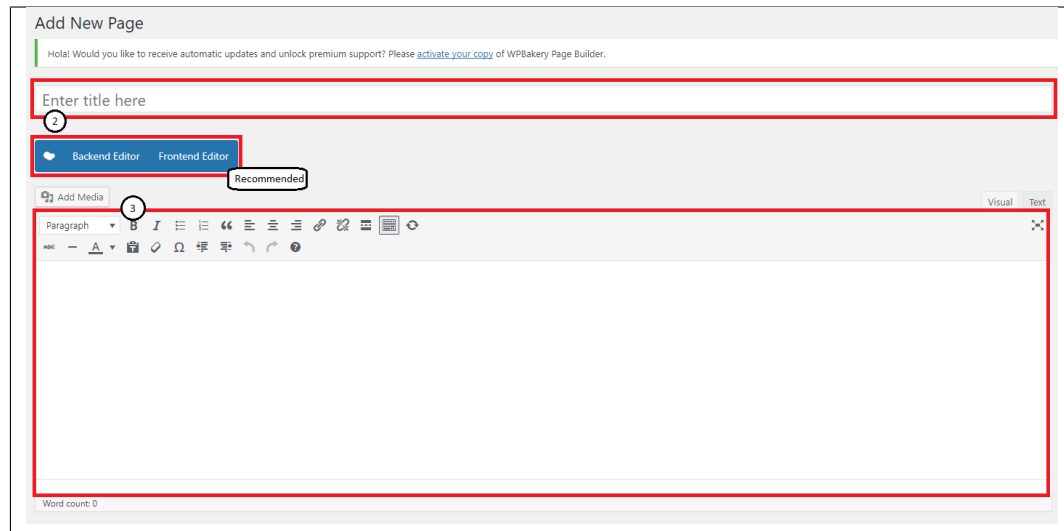 Add New Page
Hola! Would you like to receive automatic updates and unlock premium support? Please activate your copy of WPBakery Page Builder.
Enter title here
2
Backend Editor Frontend Editor
Recommended
Add Media
3
Visual Text
Paragraph B I
ABC A Ω
Word count: 0